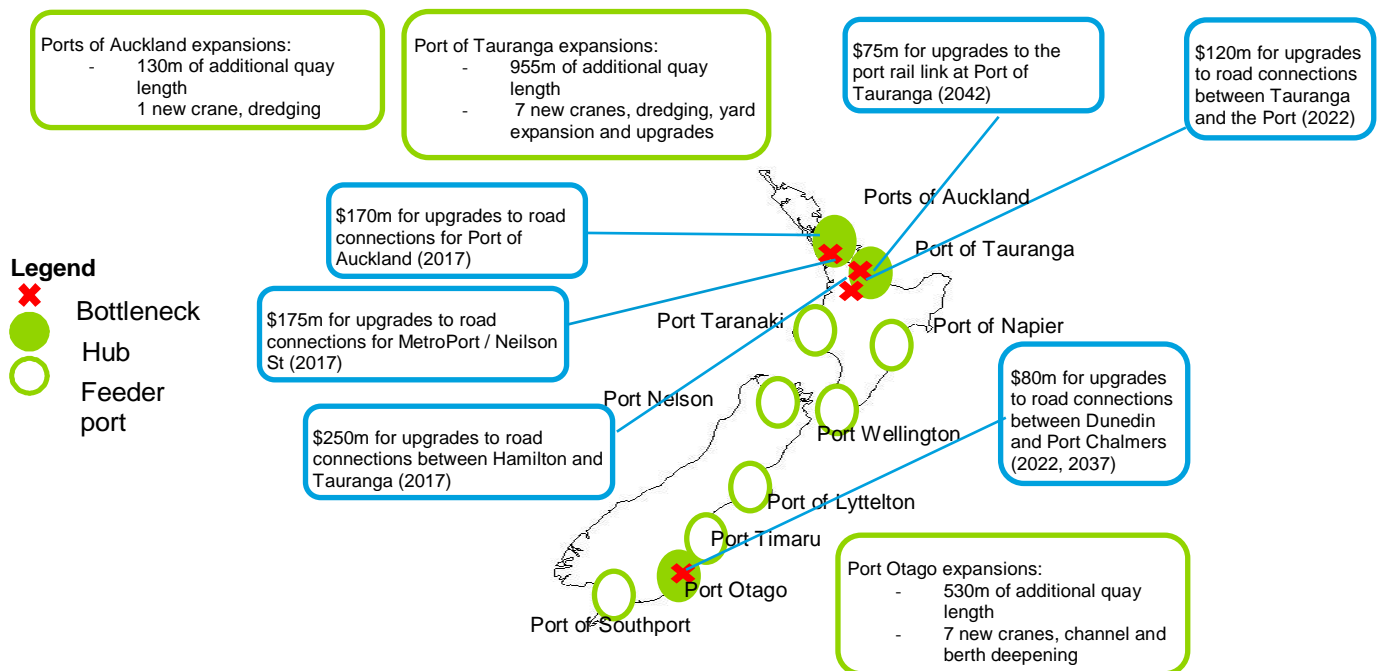 Ports of Auckland expansions:
- 130m of additional quay
length
1 new crane, dredging
Port of Tauranga expansions:
- 955m of additional quay
length
- 7 new cranes, dredging, yard
expansion and upgrades
$75m for upgrades to the
port rail link at Port of
Tauranga (2042)
$120m for upgrades
to road connections
between Tauranga
and the Port (2022)
$170m for upgrades to road
connections for Port of
Auckland (2017)
Ports of Auckland
Port of Tauranga
Legend
Bottleneck
Hub
Feeder
port
$175m for upgrades to road
connections for MetroPort / Neilson
St (2017)
Port Taranaki
Port of Napier
$80m for upgrades
to road connections
between Dunedin
and Port Chalmers
(2022, 2037)
Port Nelson
Port Wellington
$250m for upgrades to road
connections between Hamilton and
Tauranga (2017)
Port of Lyttelton
Port Timaru
Port Otago
Port of Southport
Port Otago expansions:
- 530m of additional quay
length
- 7 new cranes, channel and
berth deepening